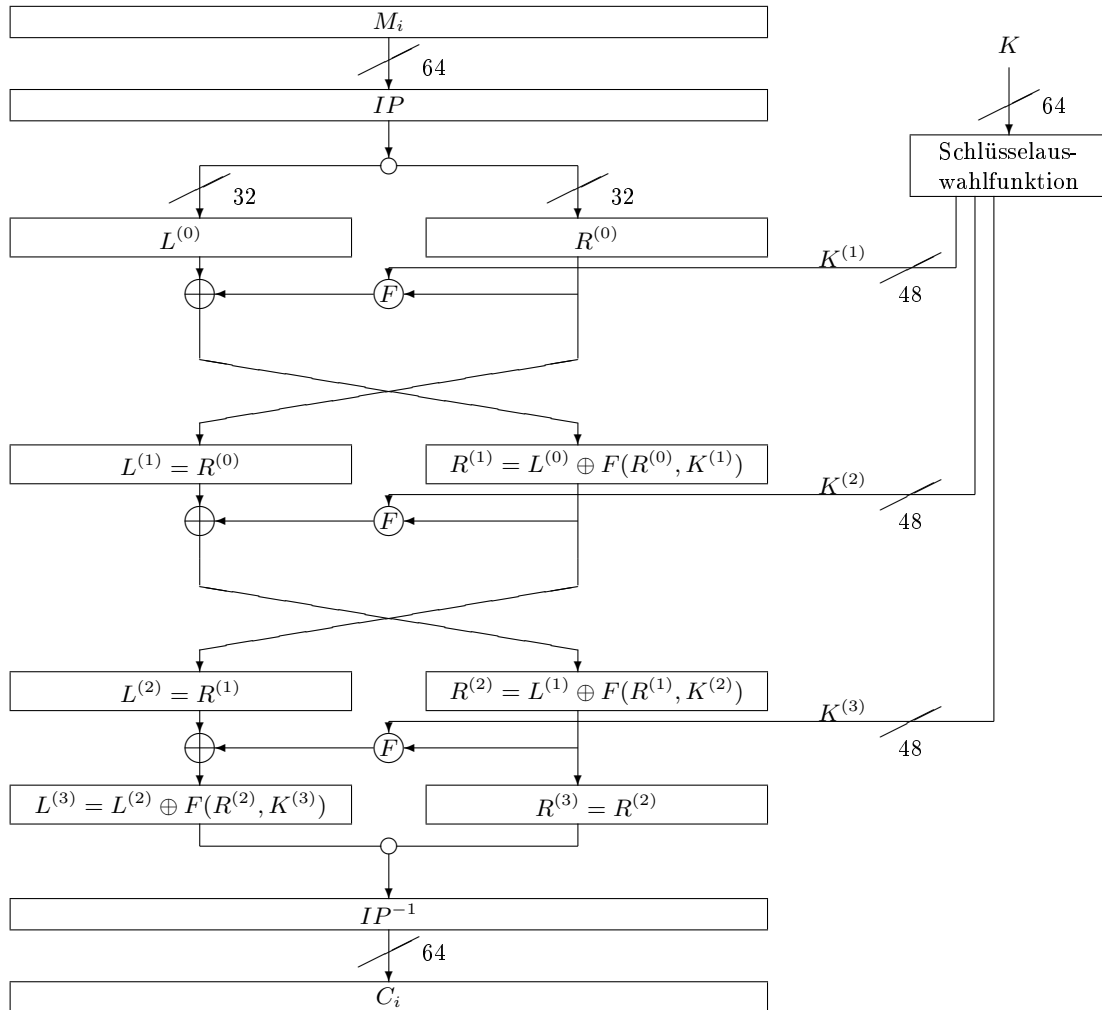 M_i
K
64
IP
64
Schlüsselaus-
wahlfunktion
32 32
L^{(0)} R^{(0)}
K^{(1)}
F
48
L^{(1)} = R^{(0)} R^{(1)} = L^{(0)} ⊕ F(R^{(0)}, K^{(1)})
K^{(2)}
F
48
L^{(2)} = R^{(1)} R^{(2)} = L^{(1)} ⊕ F(R^{(1)}, K^{(2)})
K^{(3)}
F
48
L^{(3)} = L^{(2)} ⊕ F(R^{(2)}, K^{(3)}) R^{(3)} = R^{(2)}
IP^{-1}
64
C_i